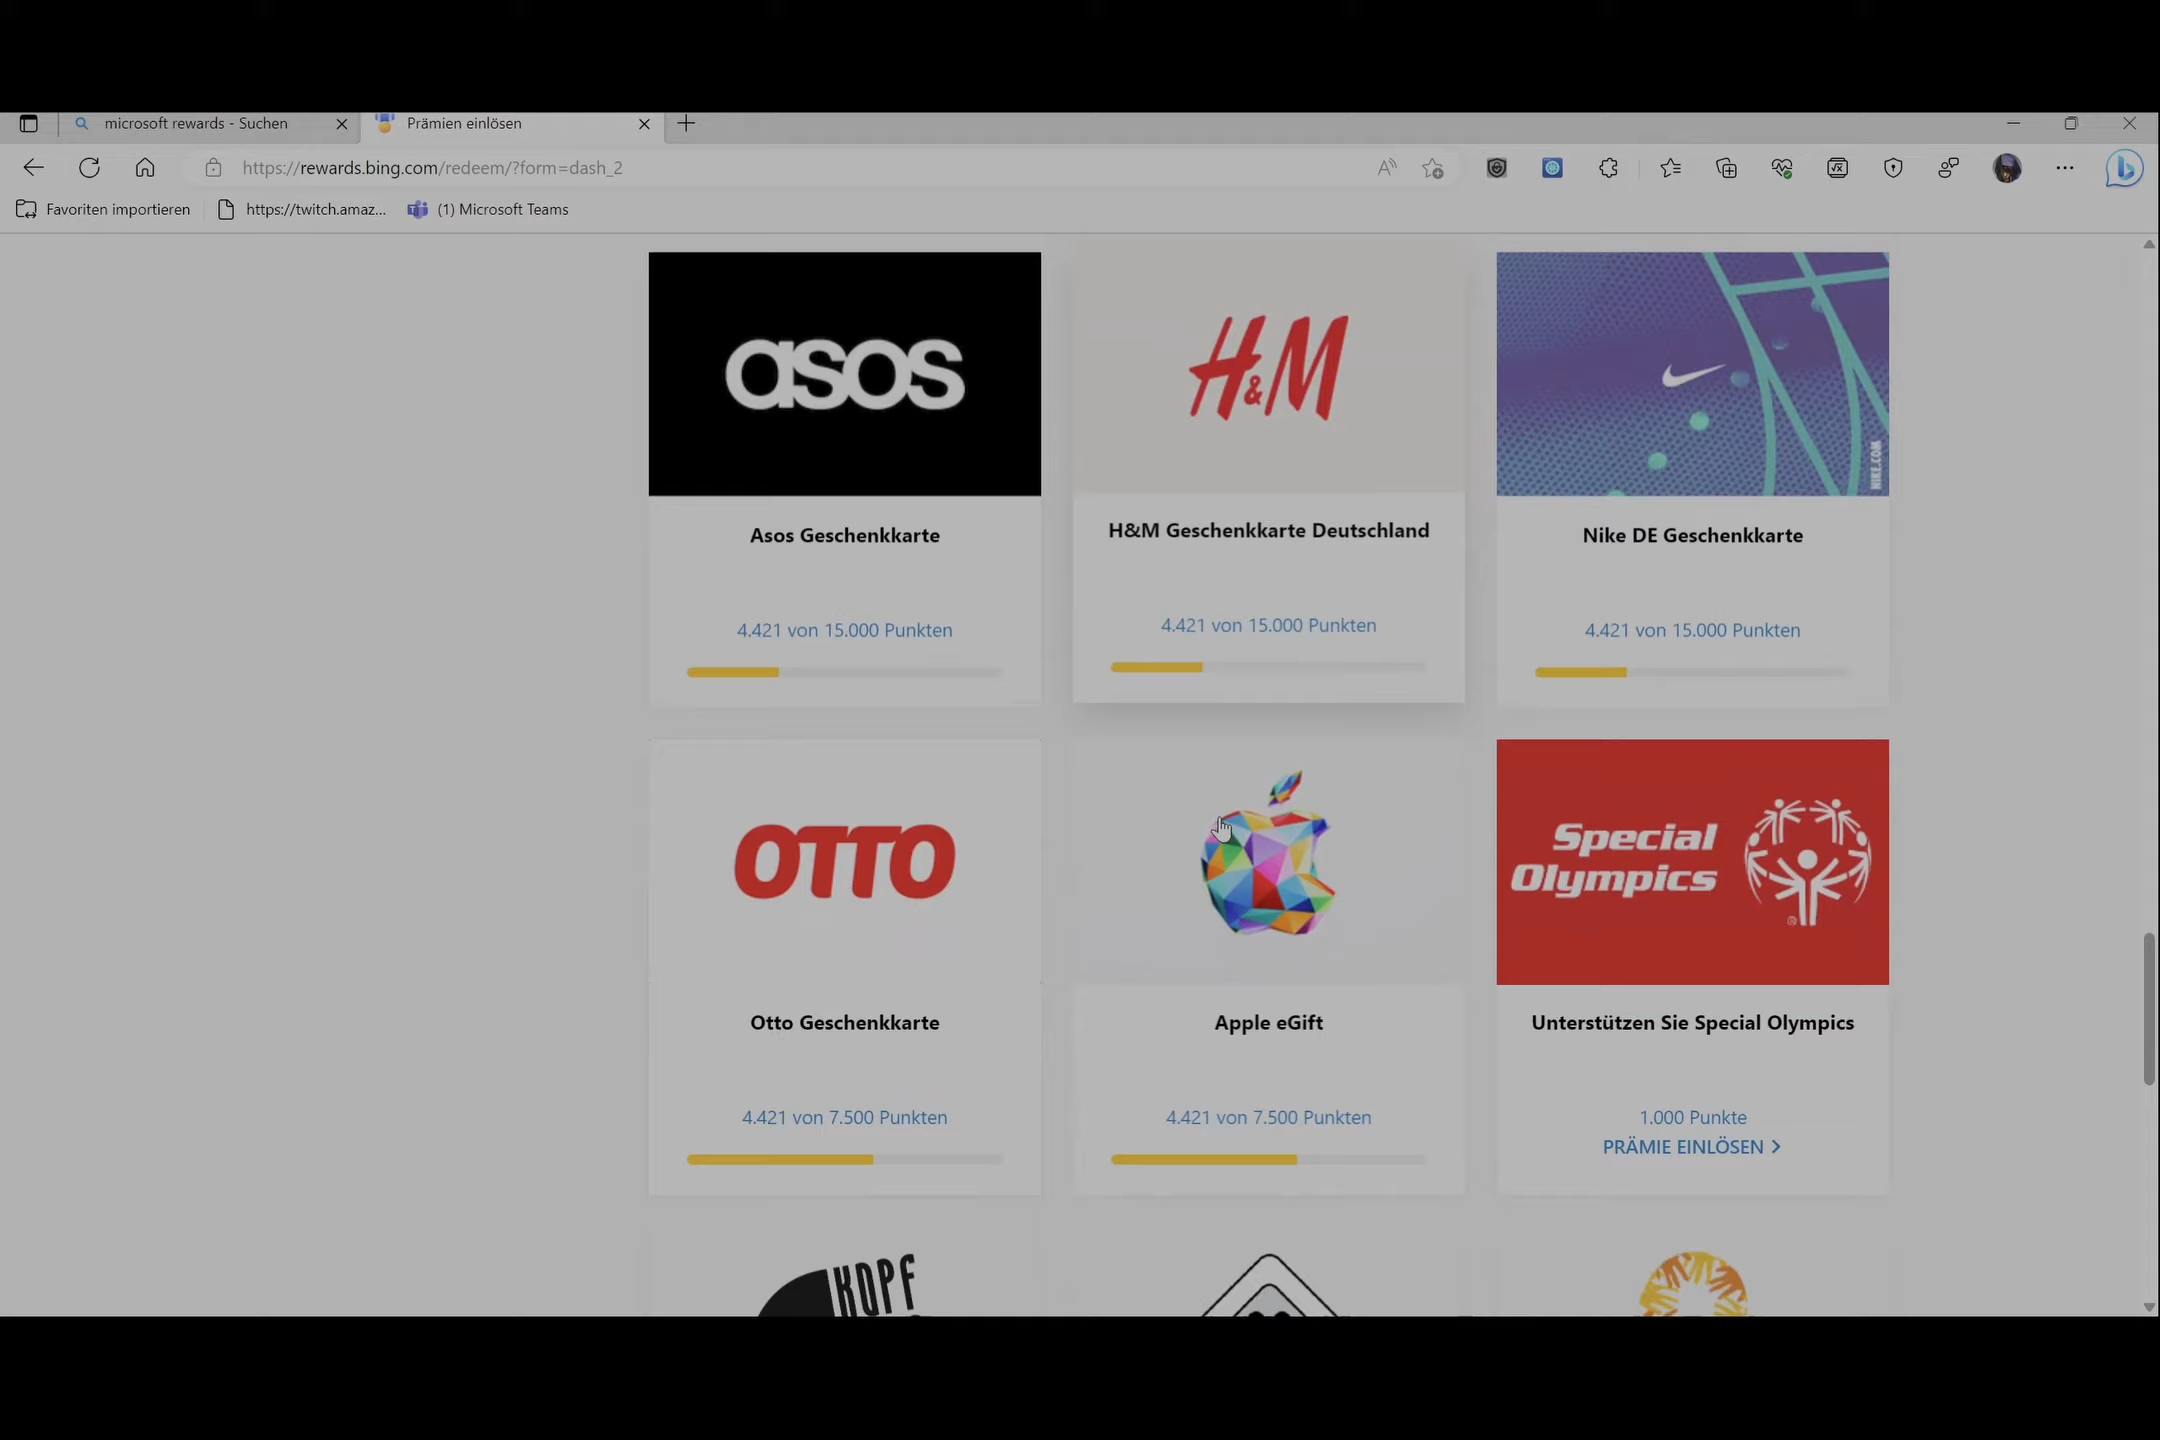 microsoft rewards - Suchen
Prämien einlösen
https://rewards.bing.com/redeem/?form=dash_2
Favoriten importieren
https://twitch.amaz...
(1) Microsoft Teams
asos
H&M
NIKE.COM
Asos Geschenkkarte
H&M Geschenkkarte Deutschland
Nike DE Geschenkkarte
4.421 von 15.000 Punkten
4.421 von 15.000 Punkten
4.421 von 15.000 Punkten
OTTO
Special
Olympics
Otto Geschenkkarte
Apple eGift
Unterstützen Sie Special Olympics
4.421 von 7.500 Punkten
4.421 von 7.500 Punkten
1.000 Punkte
PRÄMIE EINLÖSEN >
KOPF